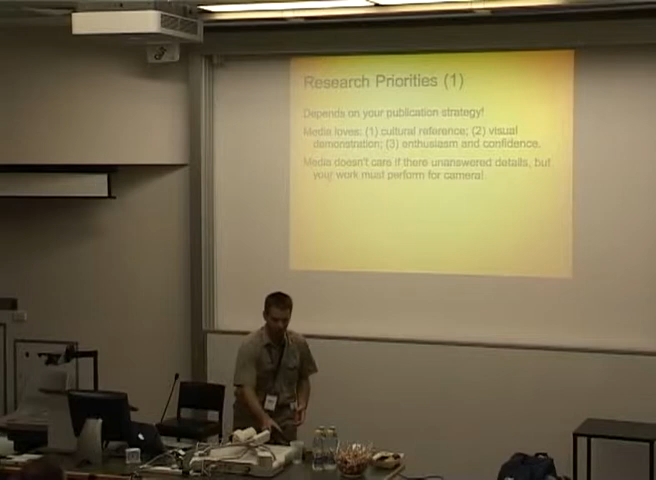 Research Priorities (1)
Depends on your publication strategy!
Media loves: (1) cultural reference; (2) visual
demonstration; (3) enthusiasm and confidence.
Media doesn't care if there unanswered details, but
your work must perform for camera!